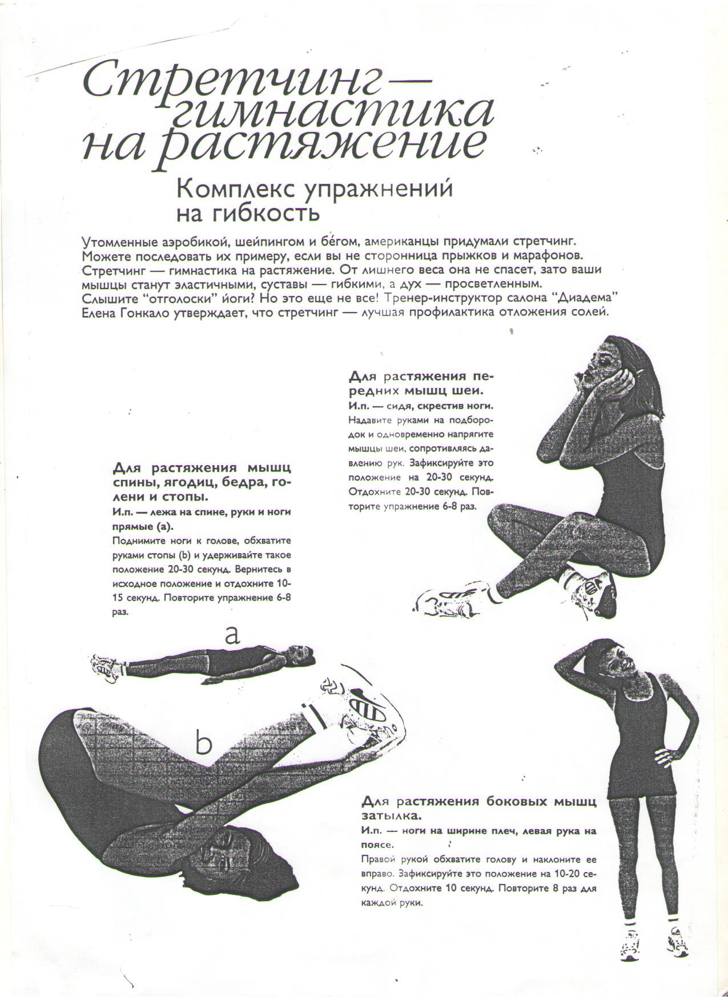 Стретчинг —
гимнастика
на растяжение
Комплекс упражнений
на гибкость
Утомленные аэробикой, шейпингом и бегом, американцы придумали стретчинг.
Можете последовать их примеру, если вы не сторонница прыжков и марафонов.
Стретчинг — гимнастика на растяжение. От лишнего веса она не спасет, зато ваши
мышцы станут эластичными, суставы — гибкими, а дух — просветленным.
Слышите “отголоски” йоги? Но это еще не все! Тренер-инструктор салона “Диадема”
Елена Гонкало утверждает, что стретчинг — лучшая профилактика отложения солей.
Для растяжения пе-
редних мышц шеи.
И.п. — сидя, скрестив ноги.
Надавите руками на подборо-
док и одновременно напрягите
мышцы шеи, сопротивляясь да-
влению рук. Зафиксируйте это
положение на 20-30 секунд.
Отдохните 20-30 секунд. Пов-
торите упражнение 6-8 раз.
Для растяжения мышц
спины, ягодиц, бедра, го-
лени и стопы.
И.п. — лежа на спине, руки и ноги
прямые (a).
Поднимите ноги к голове, обхватите
руками стопы (b) и удерживайте такое
положение 20-30 секунд. Вернитесь в
исходное положение и отдохните 10-
15 секунд. Повторите упражнение 6-8
раз.
a
b
Для растяжения боковых мышц
затылка.
И.п. — ноги на ширине плеч, левая рука на
поясе.
Правой рукой обхватите голову и наклоните ее
вправо. Зафиксируйте это положение на 10-20 се-
кунд. Отдохните 10 секунд. Повторите 8 раз для
каждой руки.